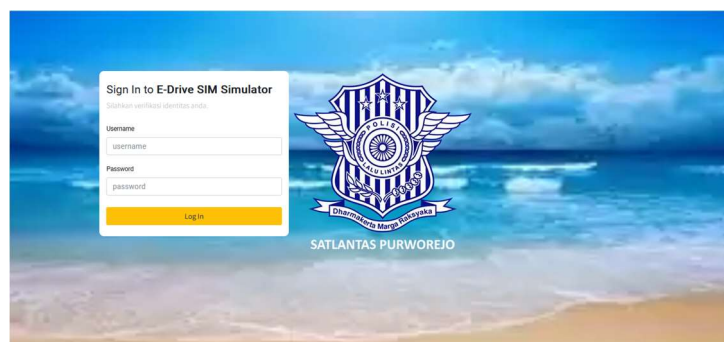 Sign In to E-Drive SIM Simulator
Silahkan verifikasi identitas anda.
Username
username
Password
password
Log In
POLISI
LALU LINTAS
Dharmakerta Marga Raksyaka
SATLANTAS PURWOREJO